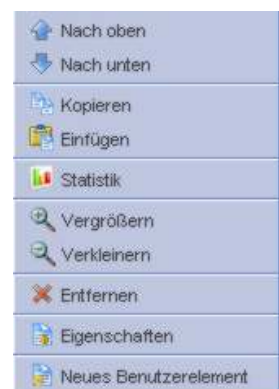 Nach oben
Nach unten
Kopieren
Einfügen
Statistik
Vergrößern
Verkleinern
Entfernen
Eigenschaften
Neues Benutzerelement